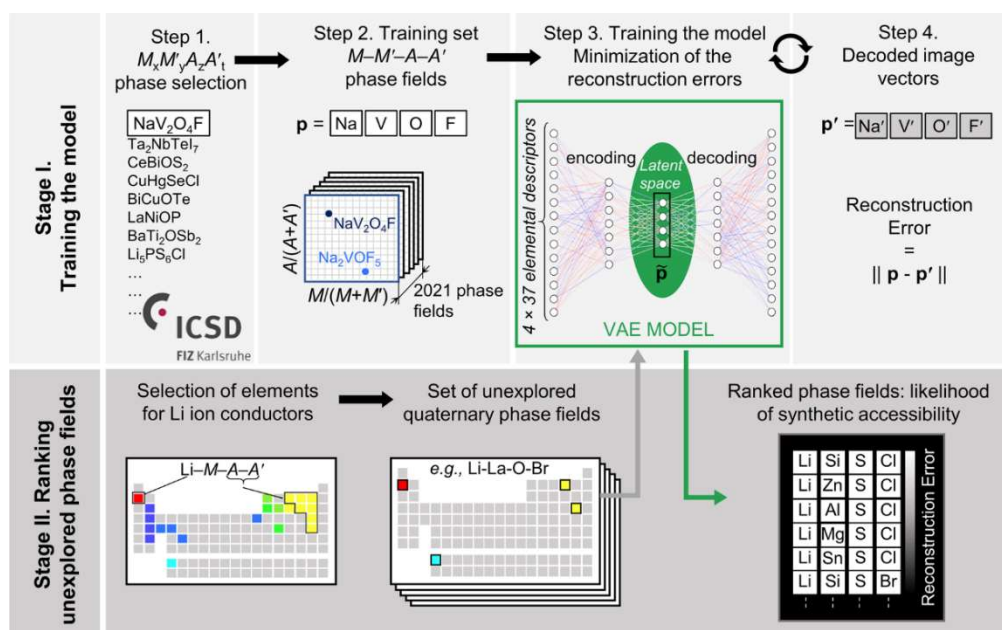 Stage I.
Training the model
Step 1.
MₓM′ᵧA_zA′ₜ
phase selection
NaV₂O₄F
Ta₂NbTeI₇
CeBiOS₂
CuHgSeCl
BiCuOTe
LaNiOP
BaTi₂OSb₂
Li₅PS₆Cl
...
...
...
ICSD
FIZ Karlsruhe
Step 2. Training set
M–M′–A–A′
phase fields
p = Na V O F
A/(A+A′)
NaV₂O₄F
Na₂VOF₅
M/(M+M′)
2021 phase
fields
Step 3. Training the model
Minimization of the
reconstruction errors
4 × 37 elemental descriptors
encoding
decoding
Latent
space
p̃
VAE MODEL
Step 4.
Decoded image
vectors
p′ = Na′ V′ O′ F′
Reconstruction
Error
=
|| p - p′ ||
Stage II. Ranking
unexplored phase fields
Selection of elements
for Li ion conductors
Li–M–A–A′
Set of unexplored
quaternary phase fields
e.g., Li-La-O-Br
Ranked phase fields: likelihood
of synthetic accessibility
Li Si S Cl
Li Zn S Cl
Li Al S Cl
Li Mg S Cl
Li Sn S Cl
Li Si S Br
Reconstruction Error